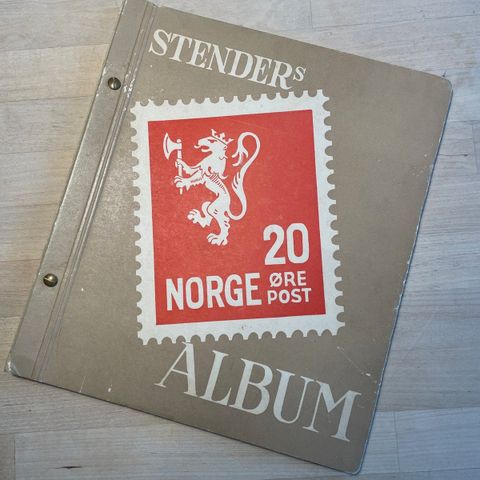 STENDERS
20
NORGE ØRE
POST
ALBUM